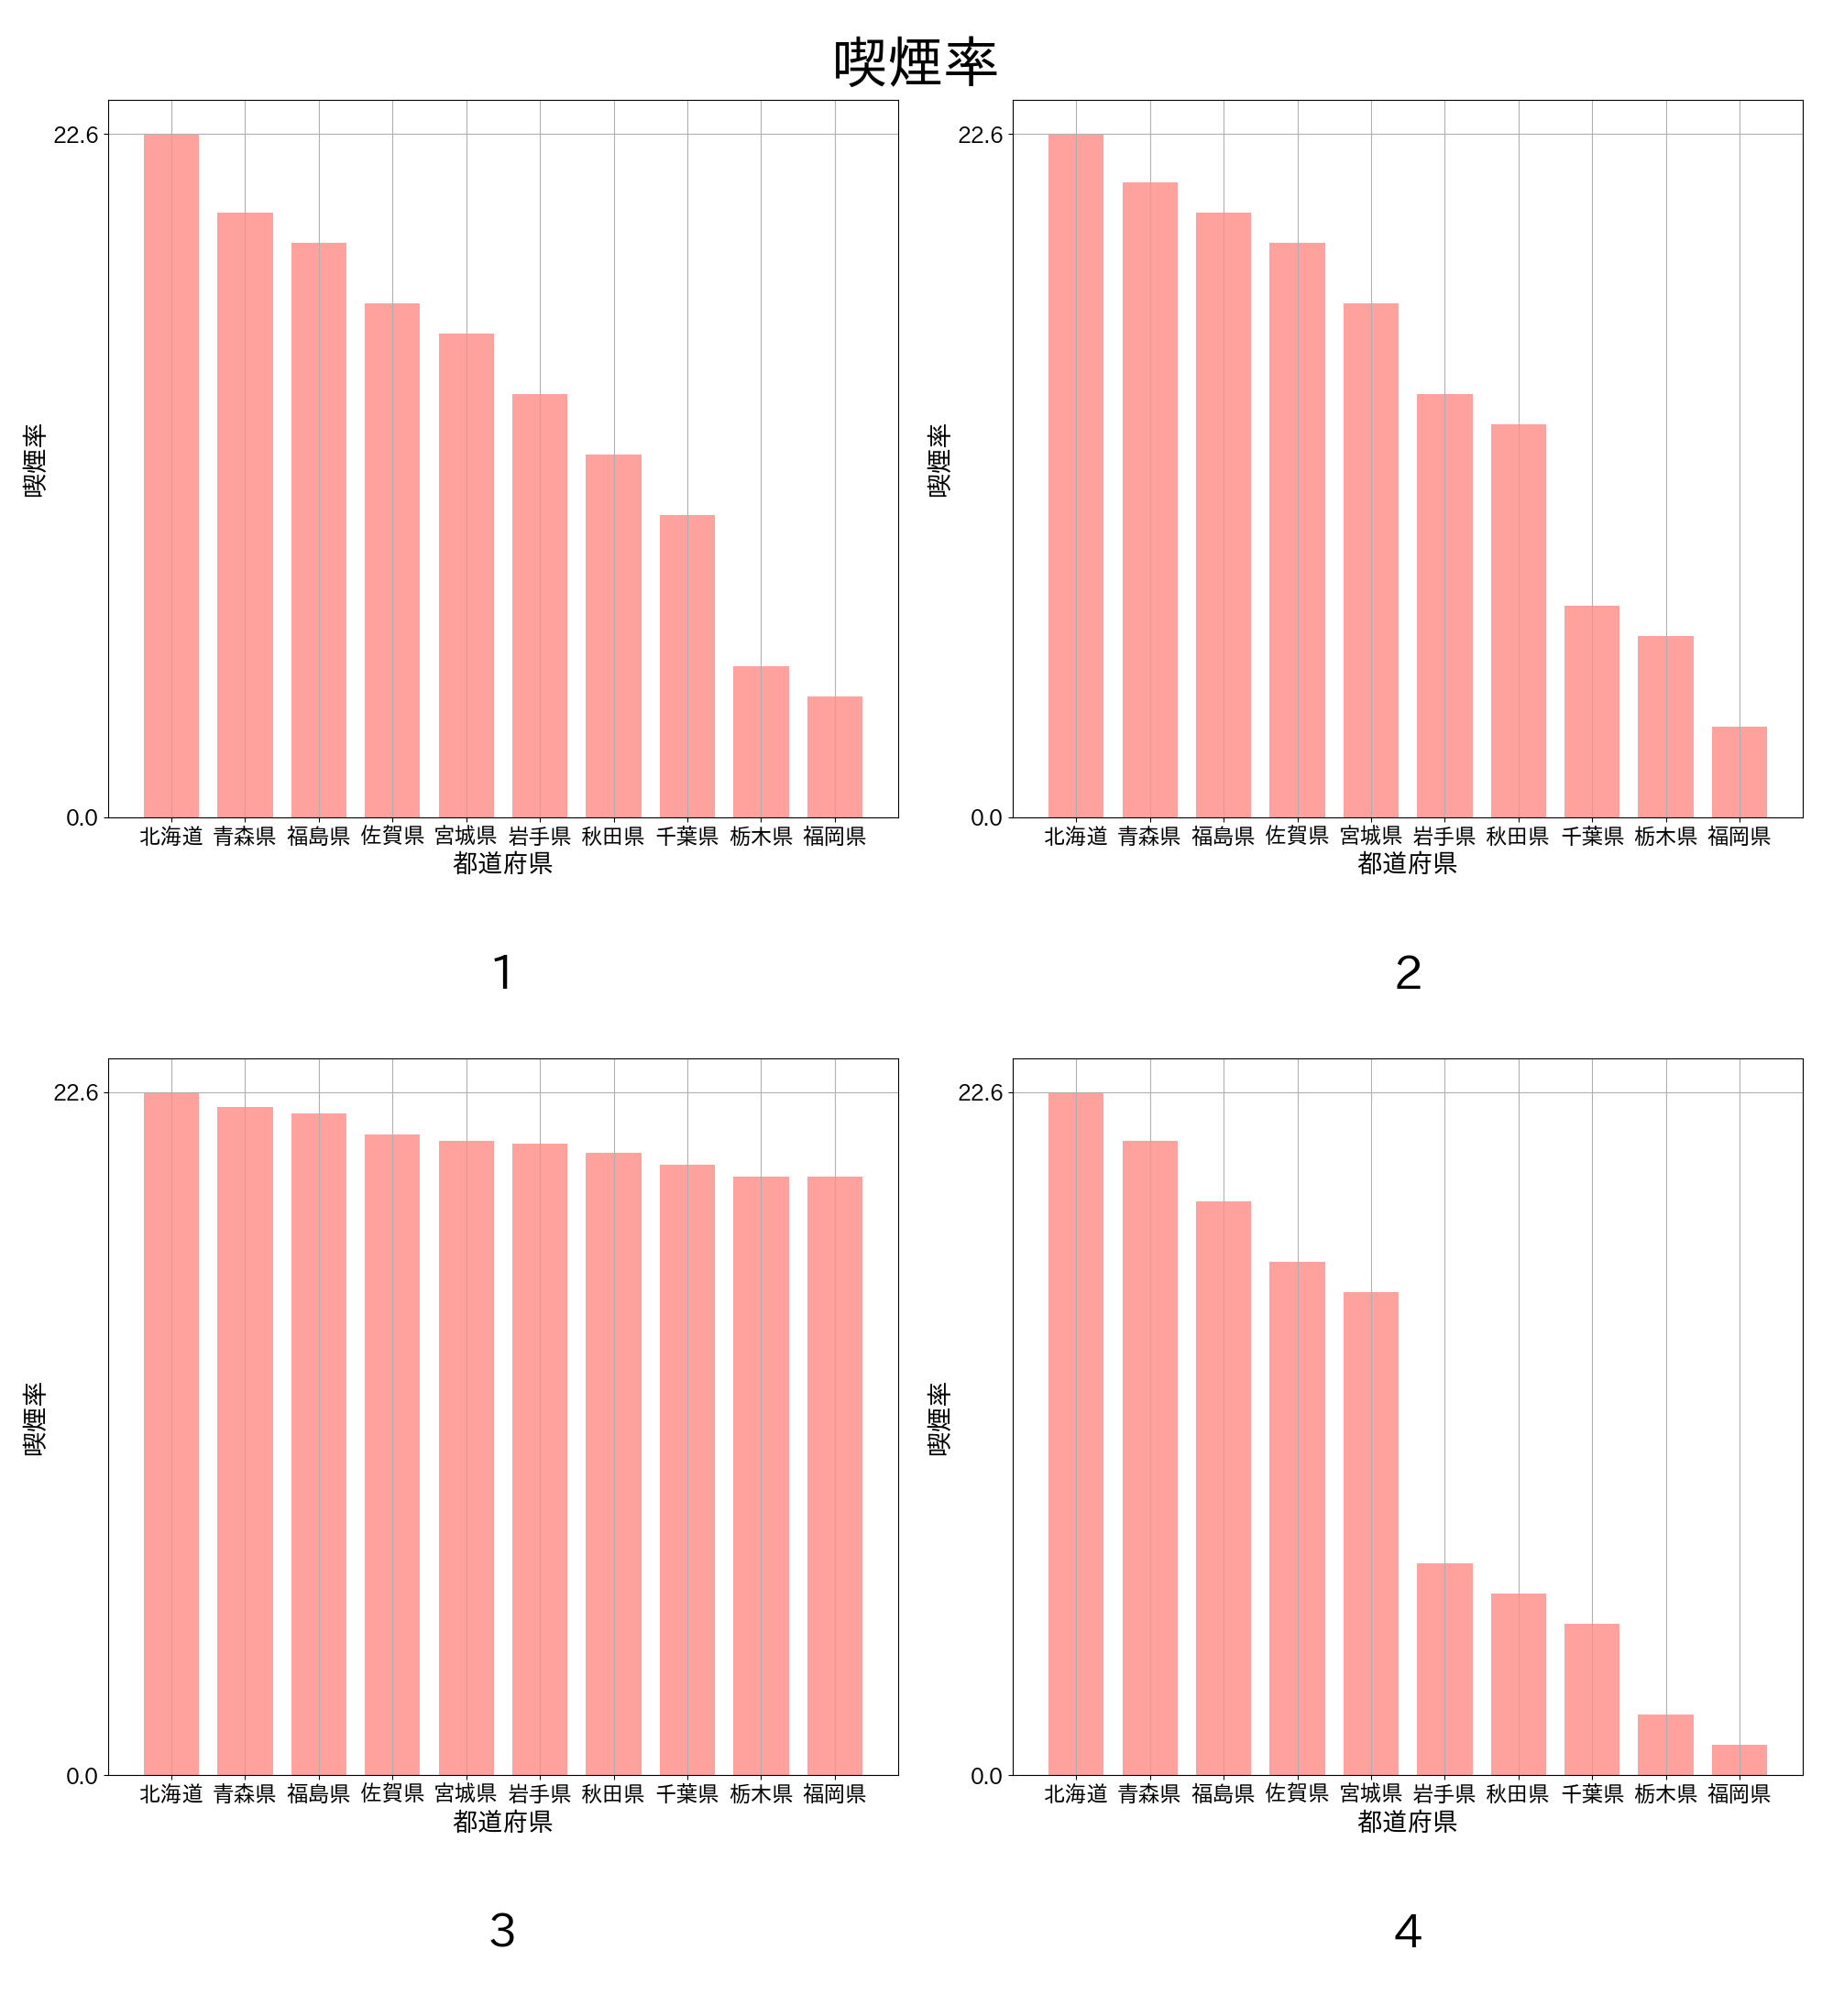 喫煙率
22.6
0.0
喫煙率
北海道 青森県 福島県 佐賀県 宮城県 岩手県 秋田県 千葉県 栃木県 福岡県
都道府県
1
22.6
0.0
喫煙率
北海道 青森県 福島県 佐賀県 宮城県 岩手県 秋田県 千葉県 栃木県 福岡県
都道府県
2
22.6
0.0
喫煙率
北海道 青森県 福島県 佐賀県 宮城県 岩手県 秋田県 千葉県 栃木県 福岡県
都道府県
3
22.6
0.0
喫煙率
北海道 青森県 福島県 佐賀県 宮城県 岩手県 秋田県 千葉県 栃木県 福岡県
都道府県
4